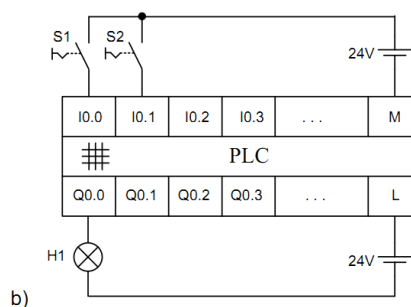 S1 S2
24V
I0.0 I0.1 I0.2 I0.3 . . . M
PLC
Q0.0 Q0.1 Q0.2 Q0.3 . . . L
H1
24V
b)